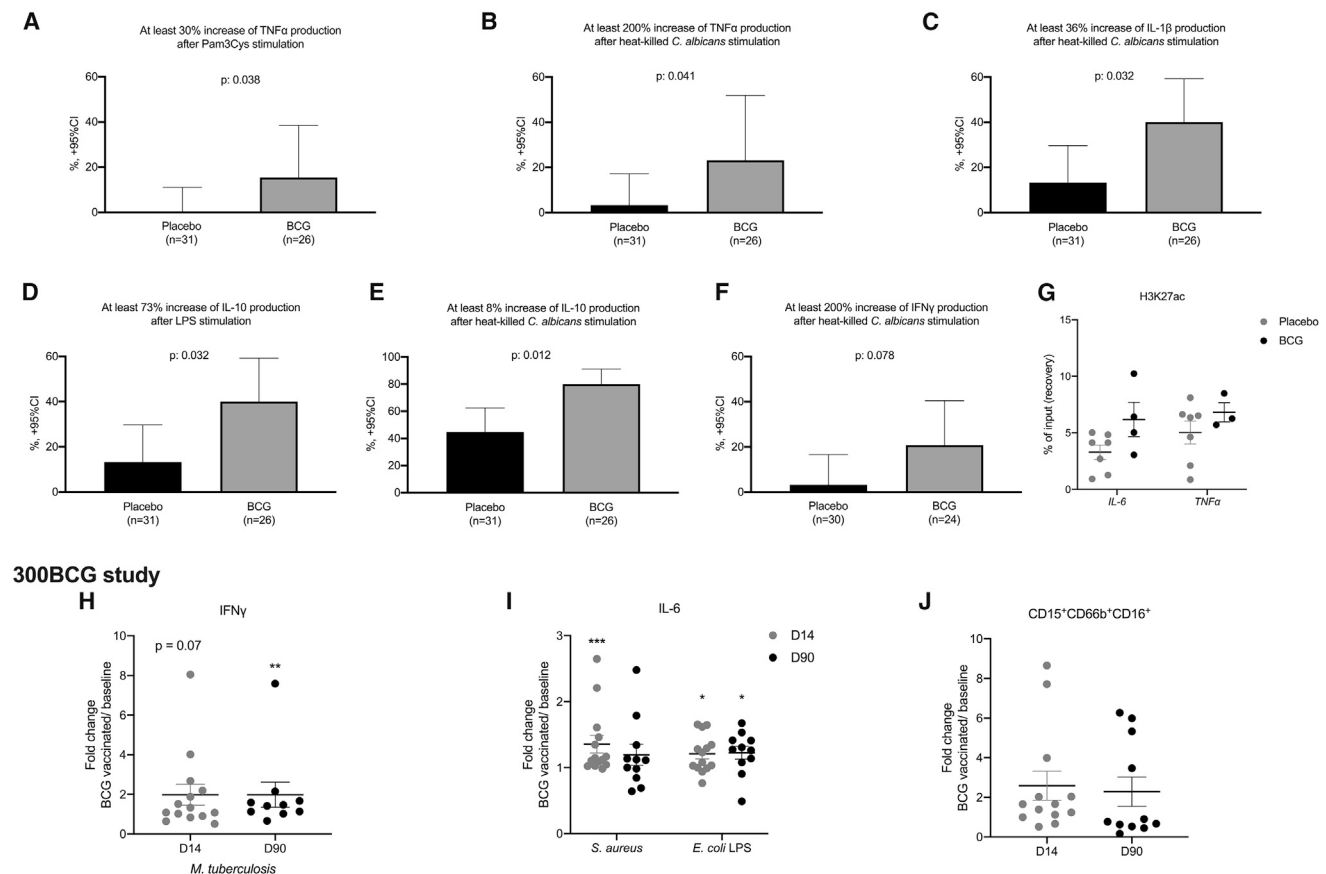 A
At least 30% increase of TNFα production
after Pam3Cys stimulation
p: 0.038
60
40
20
0
%, +95%CI
Placebo
(n=31)
BCG
(n=26)
B
At least 200% increase of TNFα production
after heat-killed C. albicans stimulation
p: 0.041
60
40
20
0
%, +95%CI
Placebo
(n=31)
BCG
(n=26)
C
At least 36% increase of IL-1β production
after heat-killed C. albicans stimulation
p: 0.032
60
40
20
0
%, +95%CI
Placebo
(n=31)
BCG
(n=26)
D
At least 73% increase of IL-10 production
after LPS stimulation
p: 0.032
60
40
20
0
%, +95%CI
Placebo
(n=31)
BCG
(n=26)
E
At least 8% increase of IL-10 production
after heat-killed C. albicans stimulation
p: 0.012
100
80
60
40
20
0
%, +95%CI
Placebo
(n=31)
BCG
(n=26)
F
At least 200% increase of IFNγ production
after heat-killed C. albicans stimulation
p: 0.078
60
40
20
0
%, +95%CI
Placebo
(n=30)
BCG
(n=24)
G
H3K27ac
15
10
5
0
% of input (recovery)
IL-6
TNFα
Placebo
BCG
300BCG study
H
IFNγ
p = 0.07
**
10
8
6
4
2
0
Fold change
BCG vaccinated/ baseline
D14
D90
M. tuberculosis
I
IL-6
***
*
*
3
2
1
0
Fold change
BCG vaccinated/ baseline
S. aureus
E. coli LPS
D14
D90
J
CD15+CD66b+CD16+
10
8
6
4
2
0
Fold change
BCG vaccinated/ baseline
D14
D90